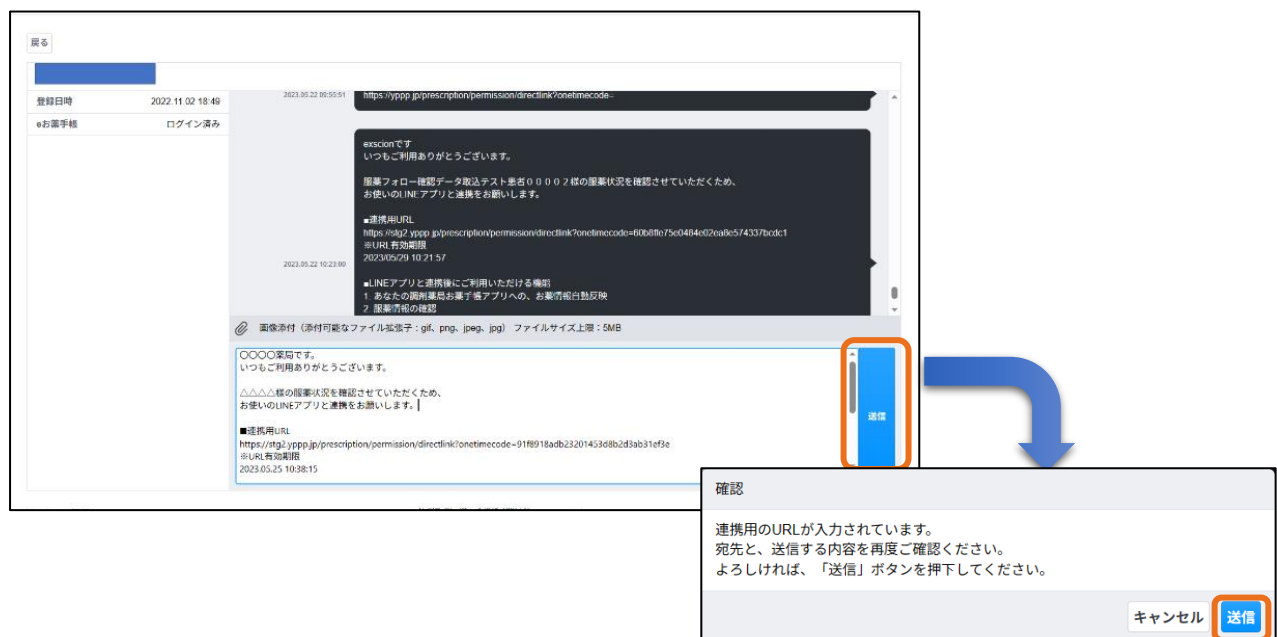 戻る
登録日時 2022.11.02 18:49
eお薬手帳 ログイン済み
2023.05.22 09:55:51
https://yppp.jp/prescription/permission/directlink?onetimecode=
exscionです
いつもご利用ありがとうございます。
服薬フォロー確認データ取込テスト患者００００２様の服薬状況を確認させていただくため、
お使いのLINEアプリと連携をお願いします。
■連携用URL
https://stg2.yppp.jp/prescription/permission/directlink?onetimecode=60b8ffe75e0484e02ea8e574337bcdc1
※URL有効期限
2023/05/29 10:21:57
2023.05.22 10:23:00
■LINEアプリと連携後にご利用いただける機能
1. あなたの調剤薬局お薬手帳アプリへの、お薬情報自動反映
2. 服薬情報の確認
画像添付（添付可能なファイル拡張子：gif、png、jpeg、jpg） ファイルサイズ上限：5MB
〇〇〇〇薬局です。
いつもご利用ありがとうございます。
△△△△様の服薬状況を確認させていただくため、
お使いのLINEアプリと連携をお願いします。
■連携用URL
https://stg2.yppp.jp/prescription/permission/directlink?onetimecode=91f8918adb23201453d8b2d3ab31ef3e
※URL有効期限
2023.05.25 10:38:15
送信
確認
連携用のURLが入力されています。
宛先と、送信する内容を再度ご確認ください。
よろしければ、「送信」ボタンを押下してください。
キャンセル 送信